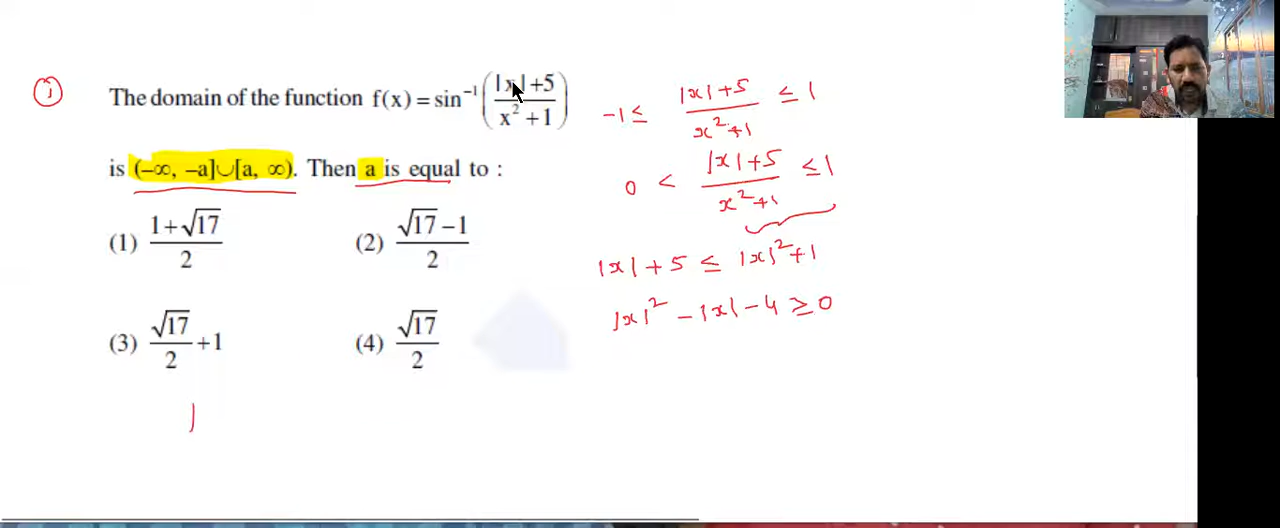 1
The domain of the function f(x) = sin⁻¹ ((|x|+5)/(x²+1))
is (–∞, –a]∪[a, ∞). Then a is equal to :
(1) (1+√17)/2
(2) (√17–1)/2
(3) √17/2 +1
(4) √17/2
-1 ≤ (|x|+5)/(x²+1) ≤ 1
0 < (|x|+5)/(x²+1) ≤ 1
|x| + 5 ≤ |x|² + 1
|x|² - |x| - 4 ≥ 0